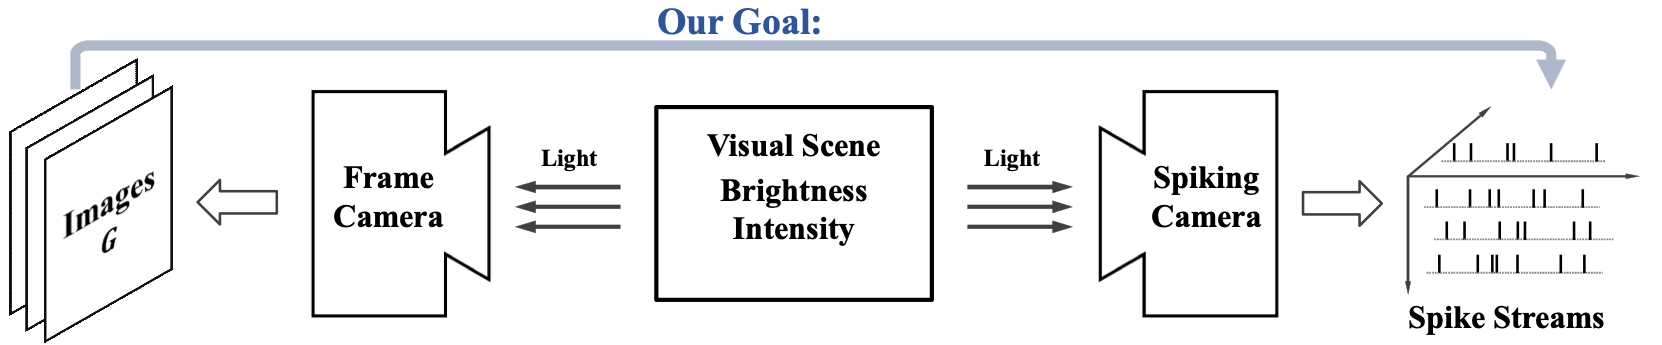 Our Goal:
Images
G
Frame
Camera
Light
Visual Scene
Brightness
Intensity
Light
Spiking
Camera
Spike Streams